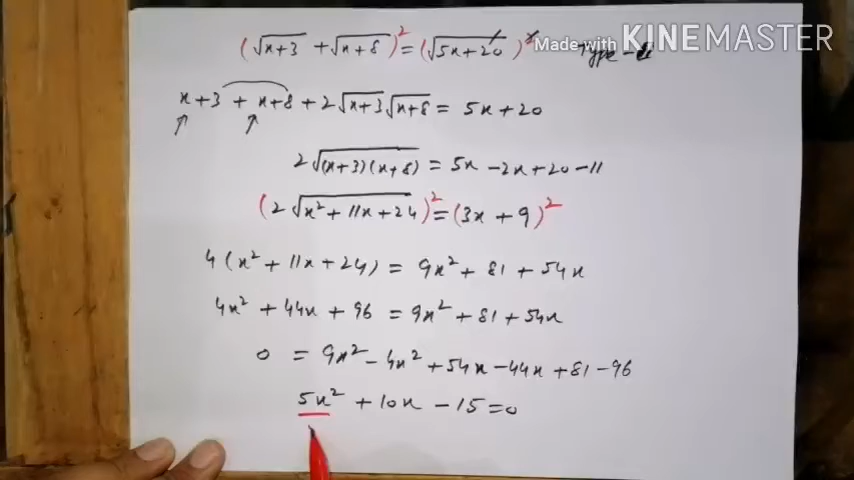 (√x+3 + √x+8)² = (√5x+20)² Made with KINEMASTER Type-
x+3 + x+8 + 2√x+3 √x+8 = 5x+20
2√(x+3)(x+8) = 5x -2x+20-11
(2√x²+11x+24)² = (3x+9)²
4(x²+11x+24) = 9x²+81+54x
4x²+44x+96 = 9x²+81+54x
0 = 9x²-4x²+54x-44x+81-96
5x²+10x-15=0